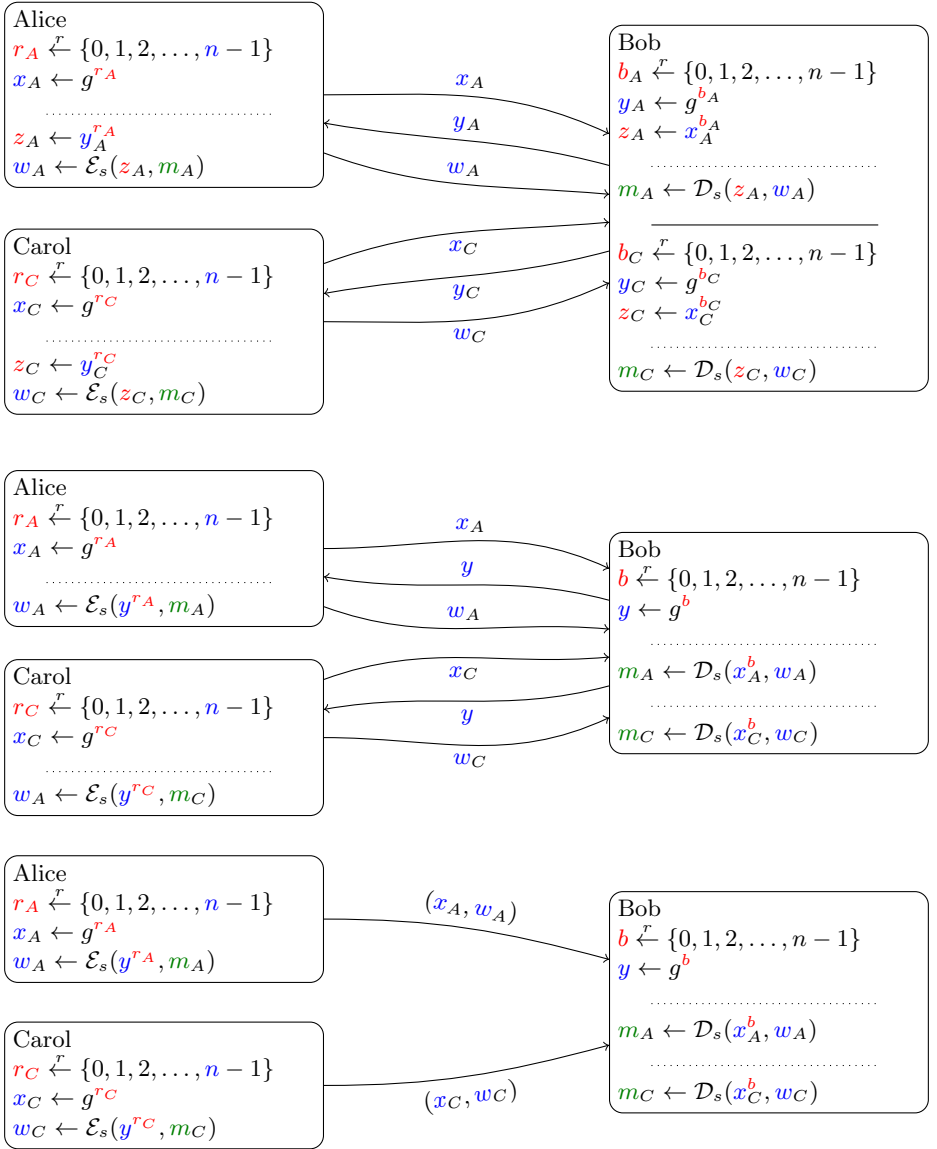 Alice
r_A ←^r {0, 1, 2, …, n − 1}
x_A ← g^{r_A}
z_A ← y_A^{r_A}
w_A ← ℰ_s(z_A, m_A)
x_A
y_A
w_A
Bob
b_A ←^r {0, 1, 2, …, n − 1}
y_A ← g^{b_A}
z_A ← x_A^{b_A}
m_A ← 𝒟_s(z_A, w_A)
b_C ←^r {0, 1, 2, …, n − 1}
y_C ← g^{b_C}
z_C ← x_C^{b_C}
m_C ← 𝒟_s(z_C, w_C)
Carol
r_C ←^r {0, 1, 2, …, n − 1}
x_C ← g^{r_C}
z_C ← y_C^{r_C}
w_C ← ℰ_s(z_C, m_C)
x_C
y_C
w_C
Alice
r_A ←^r {0, 1, 2, …, n − 1}
x_A ← g^{r_A}
w_A ← ℰ_s(y^{r_A}, m_A)
x_A
y
w_A
Bob
b ←^r {0, 1, 2, …, n − 1}
y ← g^b
m_A ← 𝒟_s(x_A^b, w_A)
m_C ← 𝒟_s(x_C^b, w_C)
Carol
r_C ←^r {0, 1, 2, …, n − 1}
x_C ← g^{r_C}
w_A ← ℰ_s(y^{r_C}, m_C)
x_C
y
w_C
Alice
r_A ←^r {0, 1, 2, …, n − 1}
x_A ← g^{r_A}
w_A ← ℰ_s(y^{r_A}, m_A)
(x_A, w_A)
Bob
b ←^r {0, 1, 2, …, n − 1}
y ← g^b
m_A ← 𝒟_s(x_A^b, w_A)
m_C ← 𝒟_s(x_C^b, w_C)
Carol
r_C ←^r {0, 1, 2, …, n − 1}
x_C ← g^{r_C}
w_C ← ℰ_s(y^{r_C}, m_C)
(x_C, w_C)